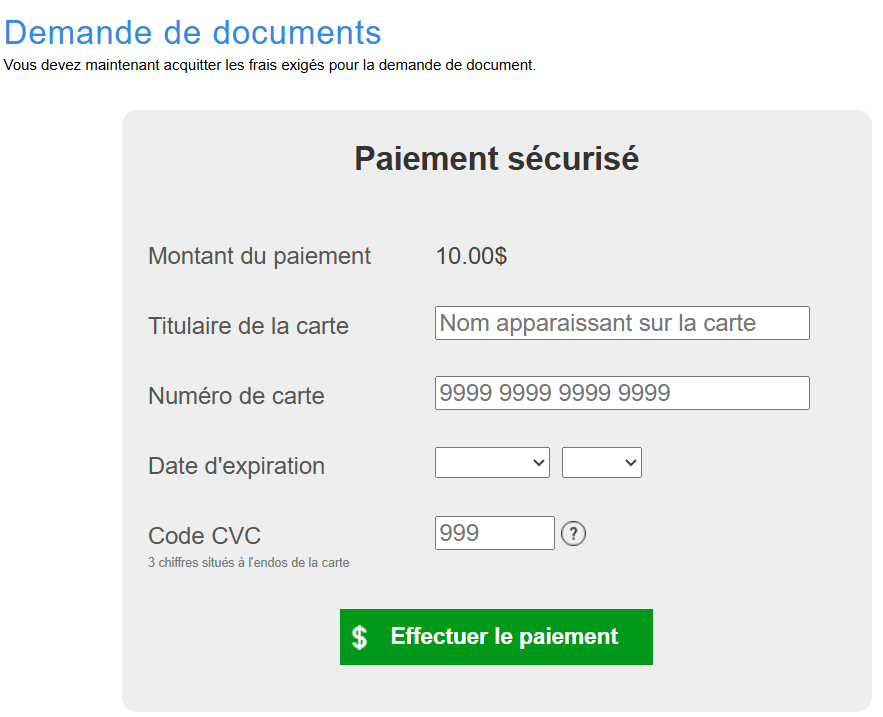 Demande de documents
Vous devez maintenant acquitter les frais exigés pour la demande de document.
Paiement sécurisé
Montant du paiement 10.00$
Titulaire de la carte Nom apparaissant sur la carte
Numéro de carte 9999 9999 9999 9999
Date d'expiration
Code CVC 999 ?
3 chiffres situés à l'endos de la carte
$ Effectuer le paiement